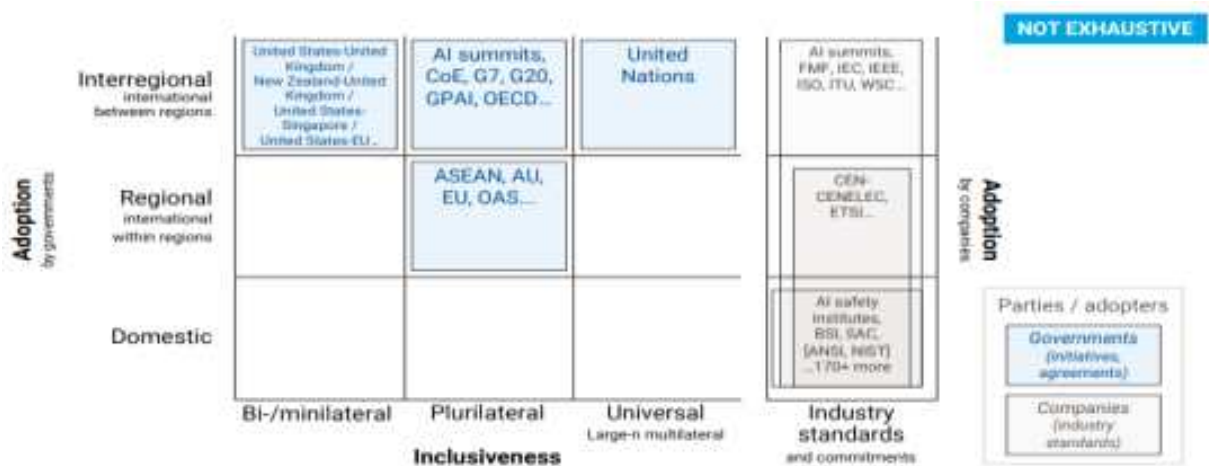 NOT EXHAUSTIVE
Adoption
by governments
Interregional
international
between regions
United States-United
Kingdom /
New Zealand-United
Kingdom /
United States-
Singapore /
United States-EU...
AI summits,
CoE, G7, G20,
GPAI, OECD...
United
Nations
AI summits,
FMF, IEC, IEEE,
ISO, ITU, WSC...
Regional
international
within regions
ASEAN, AU,
EU, OAS...
CEN-
CENELEC,
ETSI...
Adoption
by companies
Domestic
AI safety
institutes,
BSI, SAC,
[ANSI, NIST]
...170+ more
Bi-/minilateral
Plurilateral
Universal
Large-n multilateral
Inclusiveness
Industry
standards
and commitments
Parties / adopters
Governments
(initiatives,
agreements)
Companies
(industry
standards)